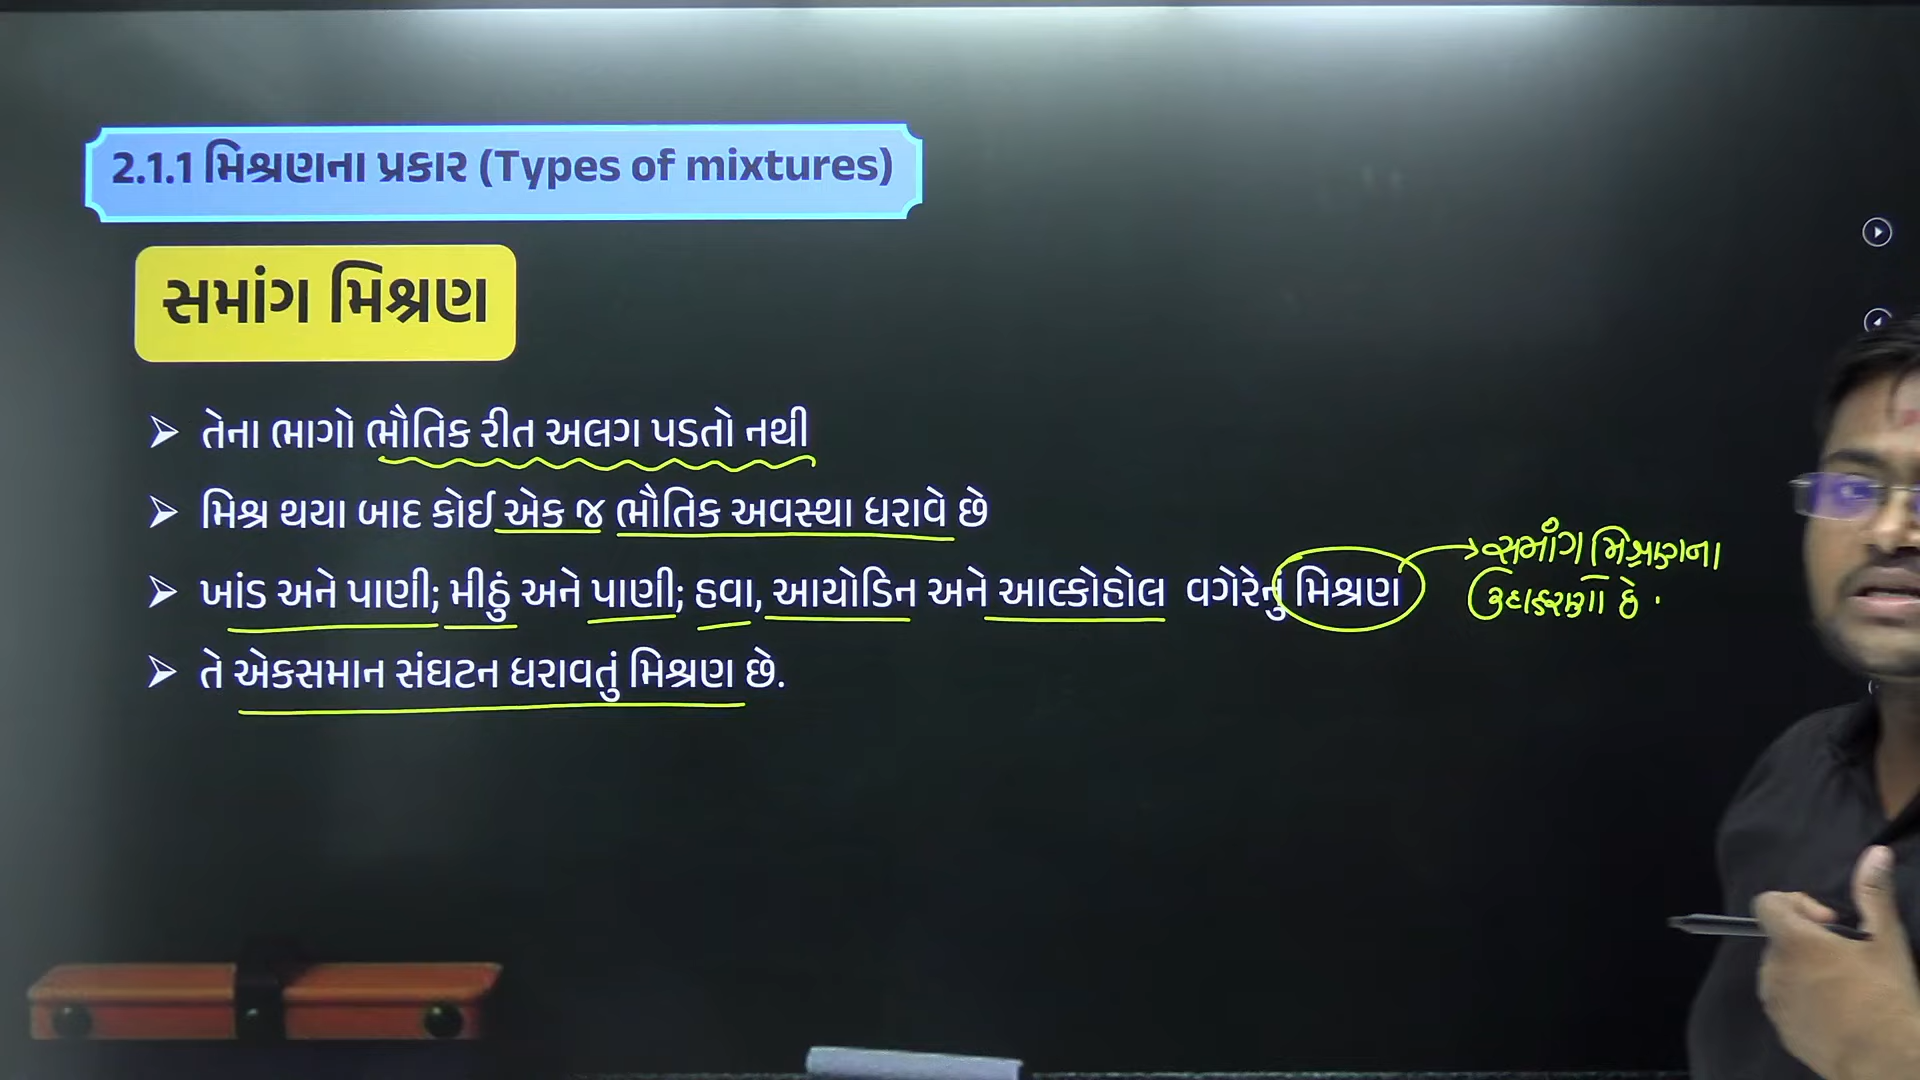 2.1.1 મિશ્રણના પ્રકાર (Types of mixtures)
સમાંગ મિશ્રણ
➢ તેના ભાગો ભૌતિક રીત અલગ પડતો નથી
➢ મિશ્ર થયા બાદ કોઈ એક જ ભૌતિક અવસ્થા ધરાવે છે
➢ ખાંડ અને પાણી; મીઠું અને પાણી; હવા, આયોડિન અને આલ્કોહોલ વગેરેનું મિશ્રણ
સમાંગ મિશ્રણના
ઉદાહરણો છે.
➢ તે એકસમાન સંઘટન ધરાવતું મિશ્રણ છે.